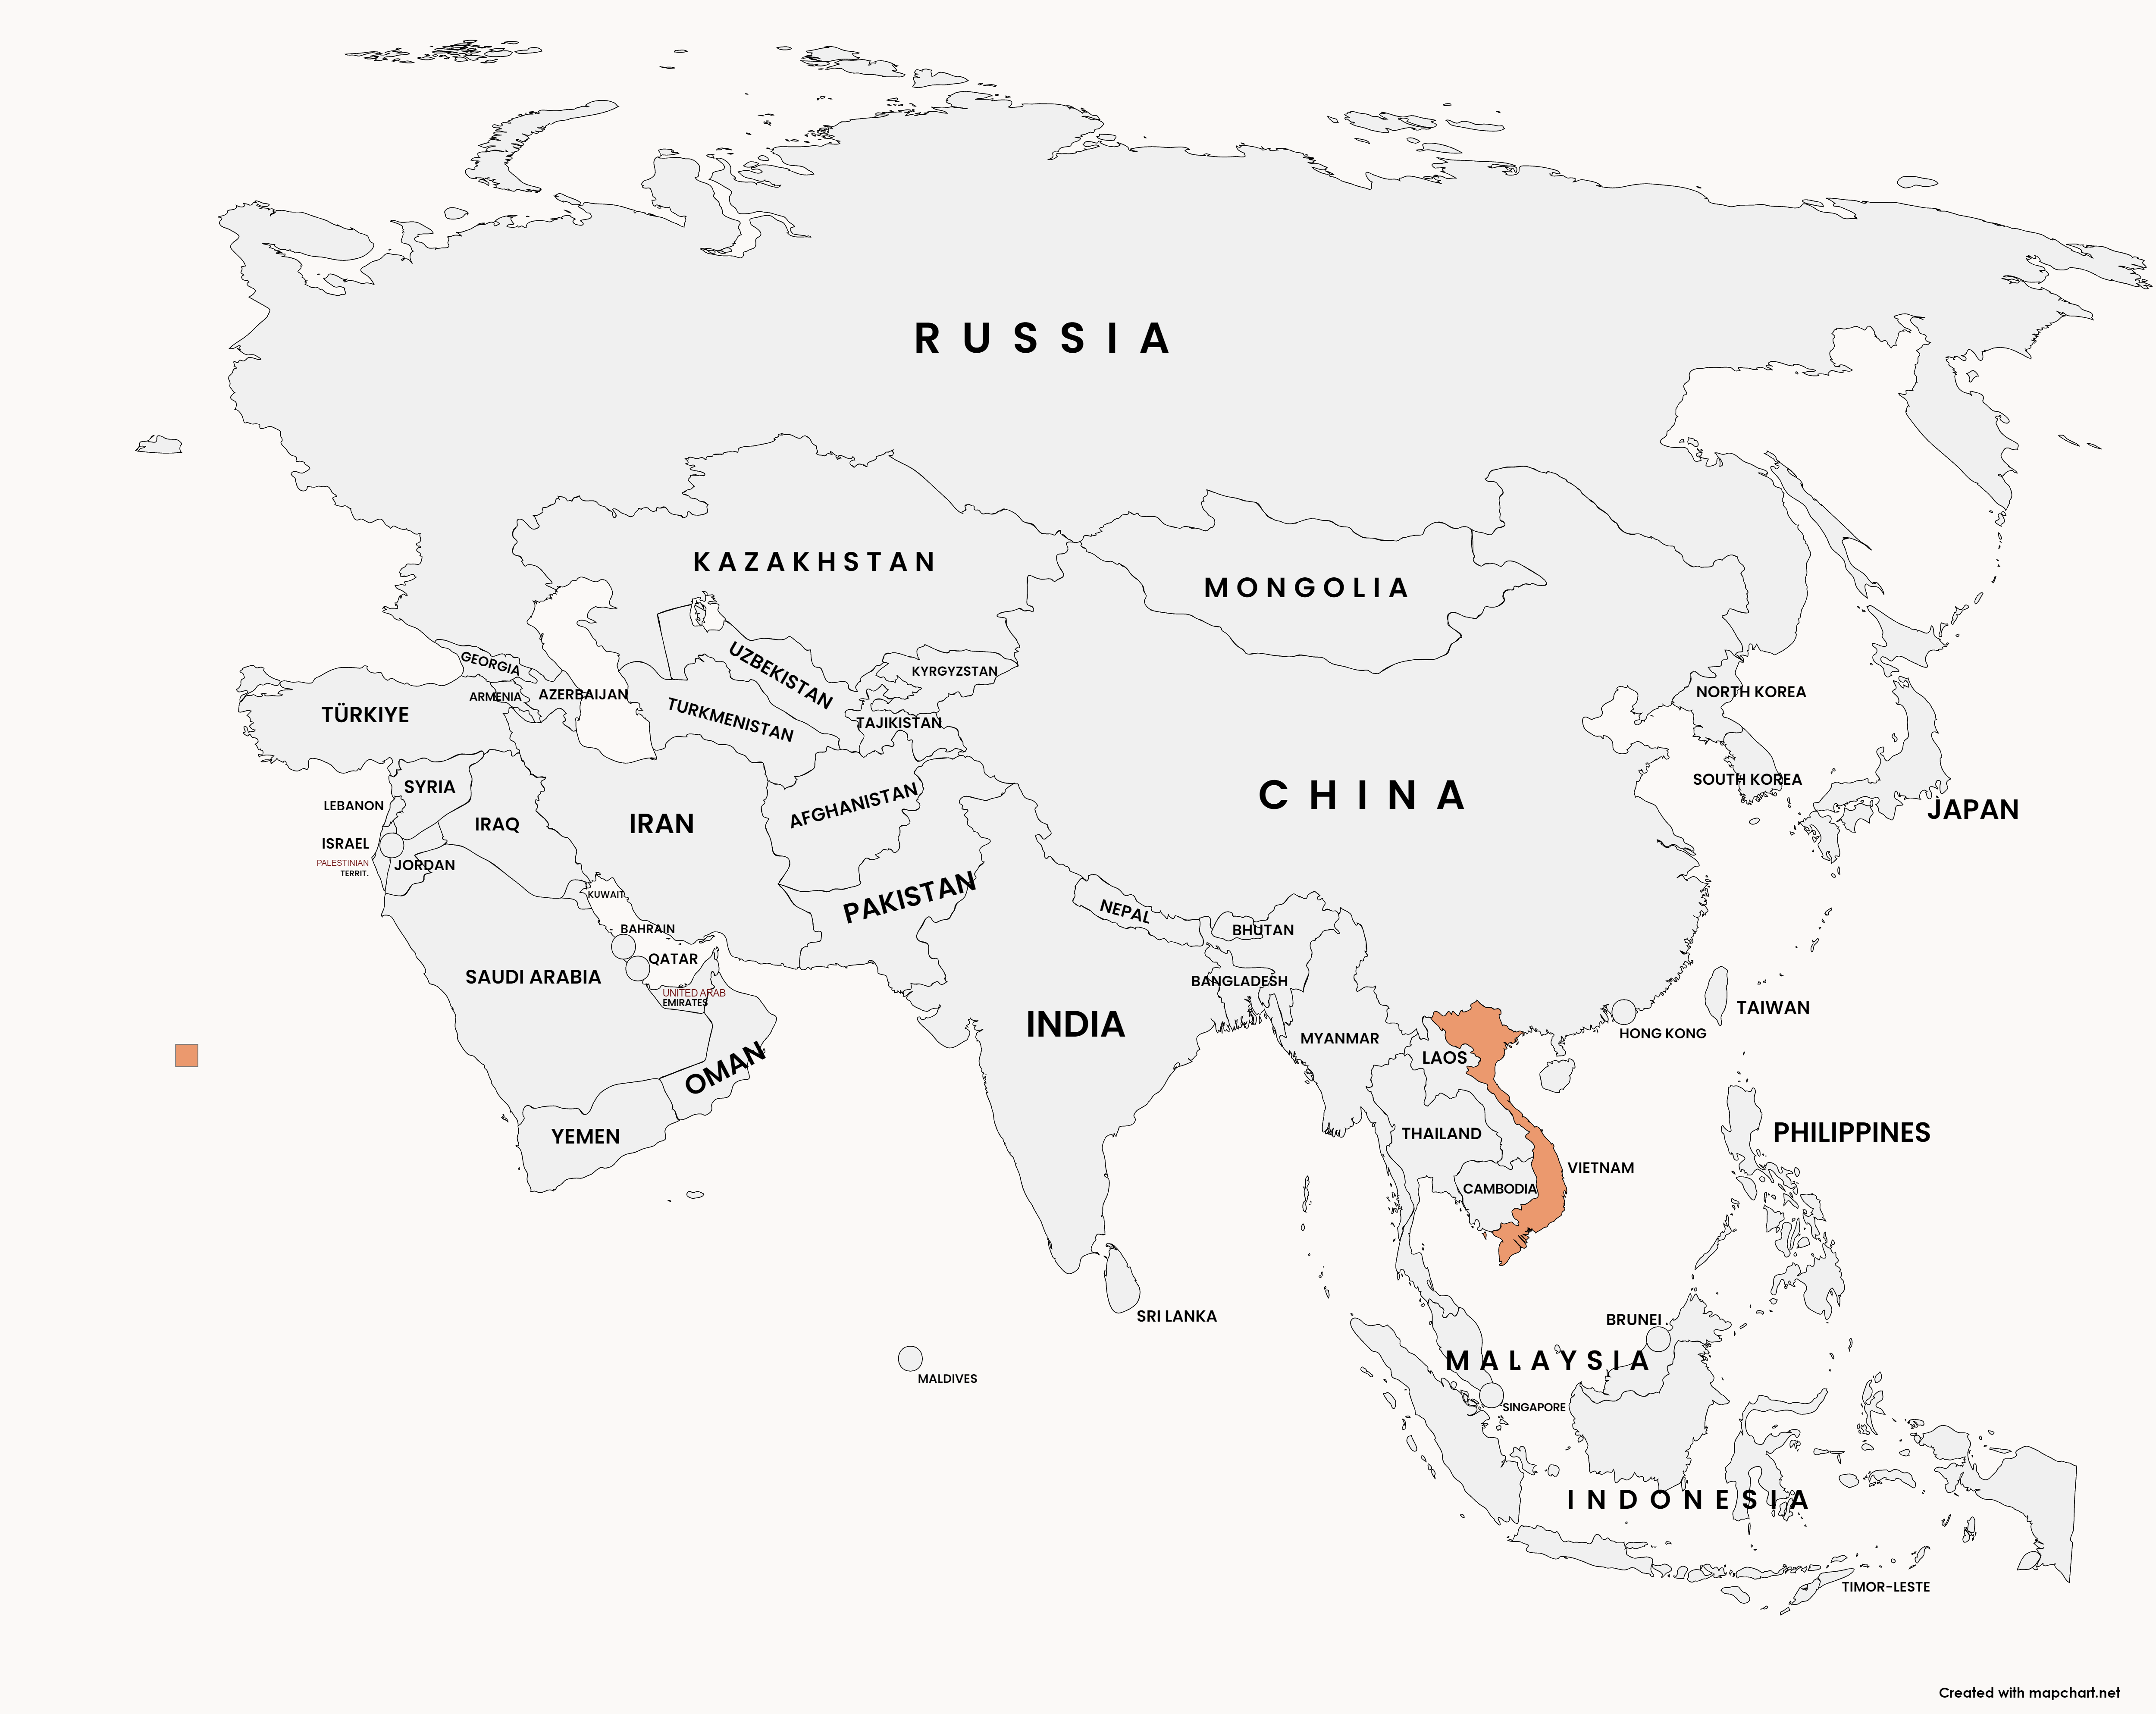 RUSSIA
KAZAKHSTAN
MONGOLIA
UZBEKISTAN
KYRGYZSTAN
GEORGIA
ARMENIA
AZERBAIJAN
TÜRKIYE
TURKMENISTAN
TAJIKISTAN
NORTH KOREA
SOUTH KOREA
JAPAN
CHINA
SYRIA
LEBANON
IRAQ
IRAN
AFGHANISTAN
ISRAEL
PALESTINIAN
TERRIT.
JORDAN
KUWAIT
PAKISTAN
NEPAL
BHUTAN
BAHRAIN
QATAR
SAUDI ARABIA
UNITED ARAB
EMIRATES
BANGLADESH
INDIA
MYANMAR
LAOS
HONG KONG
TAIWAN
OMAN
YEMEN
THAILAND
VIETNAM
CAMBODIA
PHILIPPINES
SRI LANKA
MALDIVES
BRUNEI
MALAYSIA
SINGAPORE
INDONESIA
TIMOR-LESTE
Created with mapchart.net